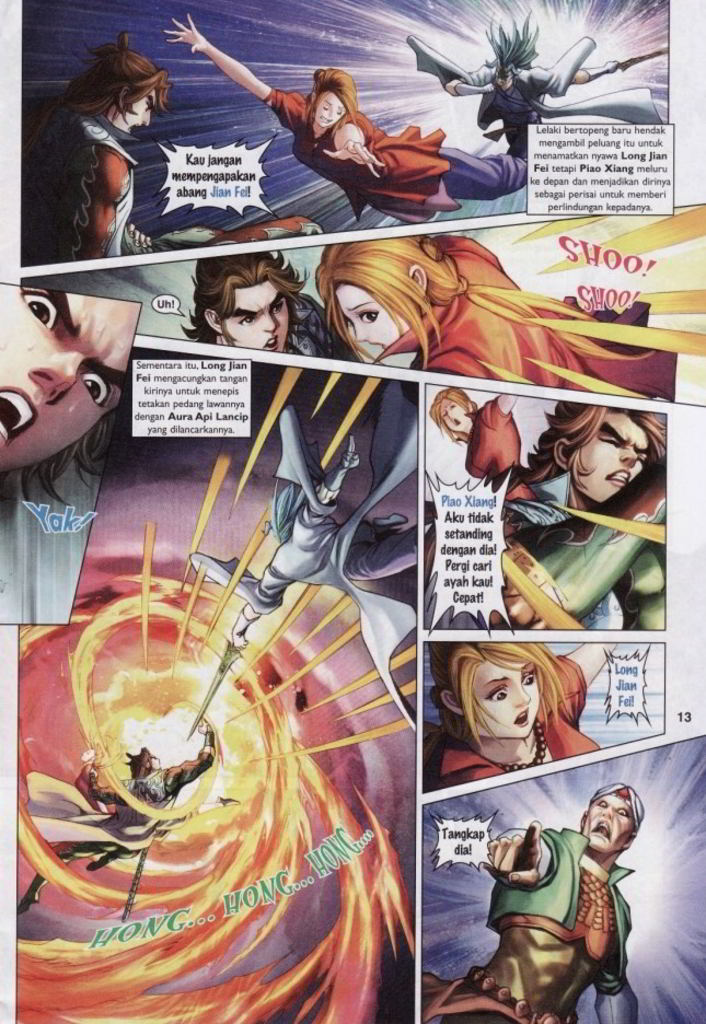 Kau jangan
mempengapakan
abang Jian Fei!
Lelaki bertopeng baru hendak
mengambil peluang itu untuk
menamatkan nyawa Long Jian
Fei tetapi Piao Xiang meluru
ke depan dan menjadikan dirinya
sebagai perisai untuk memberi
perlindungan kepadanya.
Uh!
SHOO!
SHOO!
Yak!
Sementara itu, Long Jian
Fei mengacungkan tangan
kirinya untuk menepis
tetakan pedang lawannya
dengan Aura Api Lancip
yang dilancarkannya.
Piao Xiang!
Aku tidak
setanding
dengan dia!
Pergi cari
ayah kau!
Cepat!
Long
Jian
Fei!
13
HONG... HONG... HONG...
Tangkap
dia!